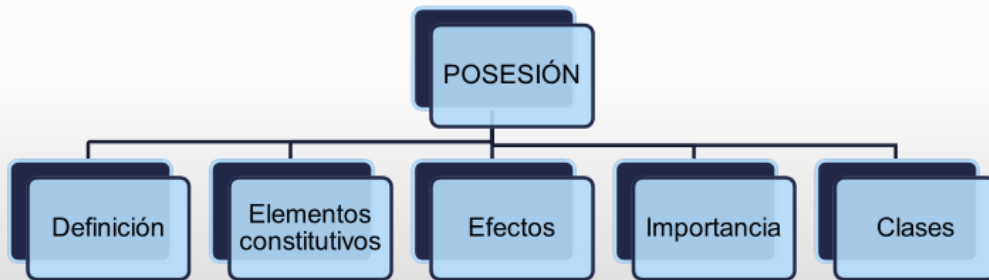 POSESIÓN
Definición
Elementos
constitutivos
Efectos
Importancia
Clases